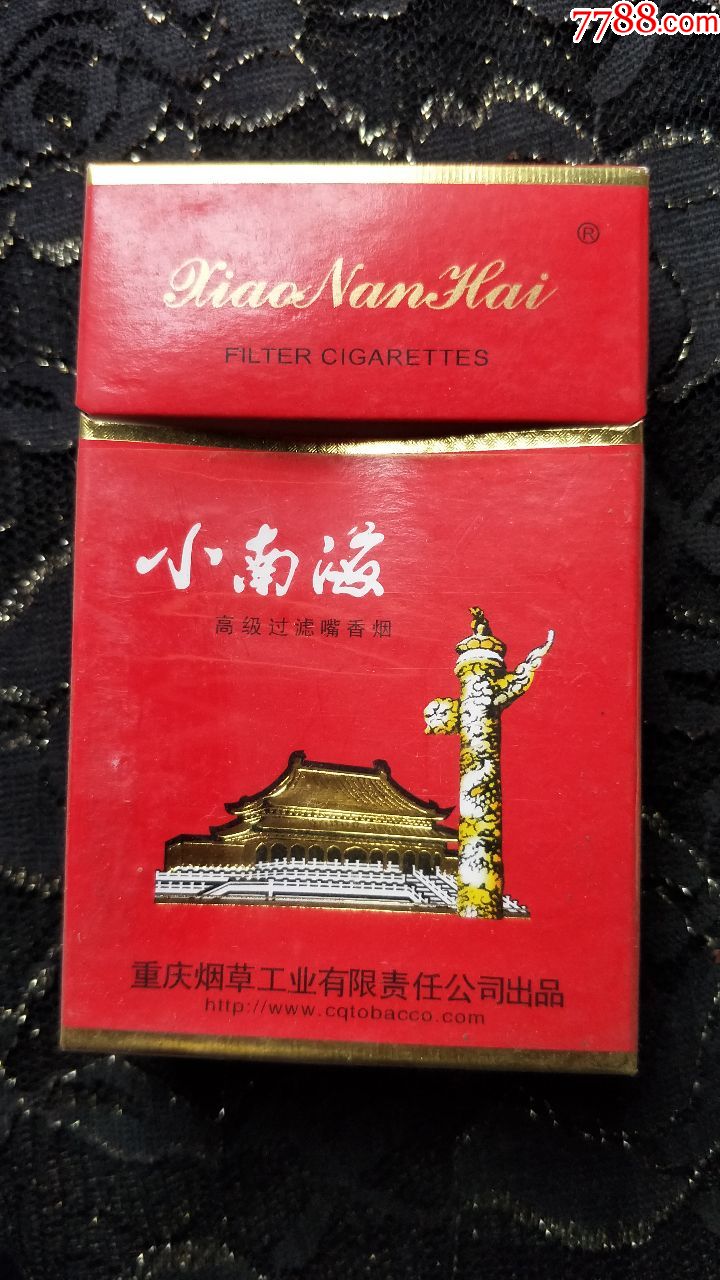 7788.com
®
XiaoNanHai
FILTER CIGARETTES
小南海
高级过滤嘴香烟
重庆烟草工业有限责任公司出品
http://www.cqtobacco.com